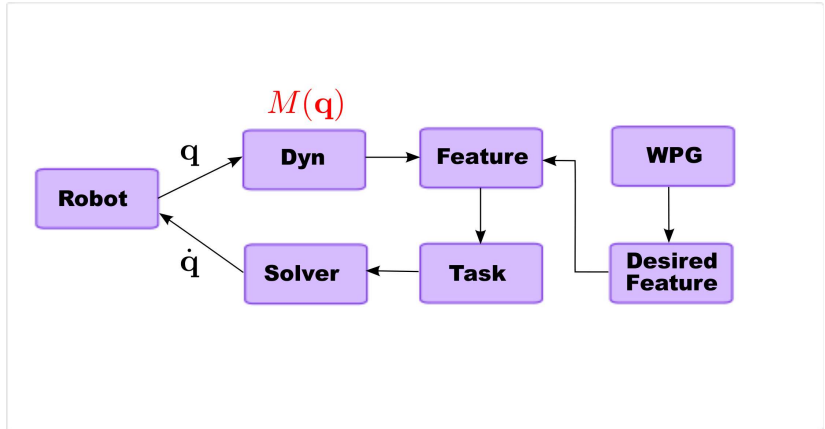 M(q)
q
Dyn
Feature
WPG
Robot
q̇
Solver
Task
Desired
Feature